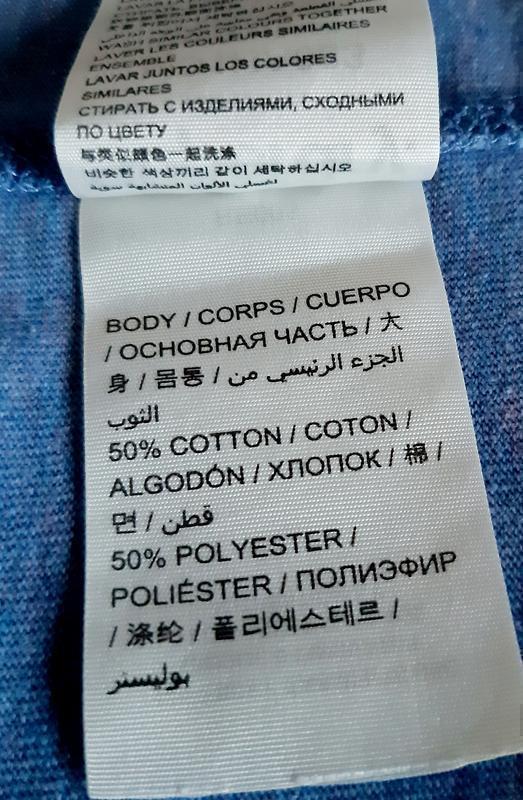 WASH SIMILAR COLOURS TOGETHER
LAVER LES COULEURS SIMILAIRES
ENSEMBLE
LAVAR JUNTOS LOS COLORES
SIMILARES
СТИРАТЬ С ИЗДЕЛИЯМИ, СХОДНЫМИ
ПО ЦВЕТУ
与类似颜色一起洗涤
비슷한 색상끼리 같이 세탁하십시오
BODY / CORPS / CUERPO
/ ОСНОВНАЯ ЧАСТЬ / 大
身 / 몸통 / الجزء الرئيسي من
الثوب
50% COTTON / COTON /
ALGODÓN / ХЛОПОК / 棉 /
면 / قطن
50% POLYESTER /
POLIÉSTER / ПОЛИЭФИР
/ 涤纶 / 폴리에스테르 /
بوليستر